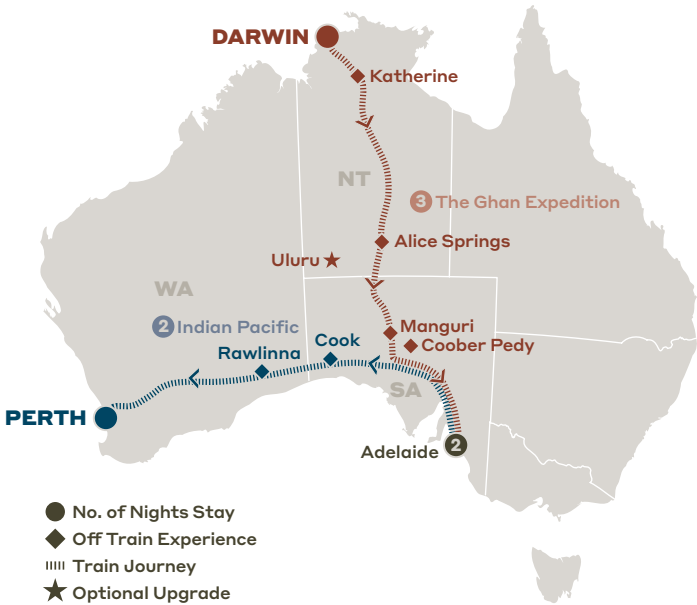 DARWIN
Katherine
NT
3 The Ghan Expedition
Alice Springs
Uluru
WA
2 Indian Pacific
Manguri
Cook
Coober Pedy
Rawlinna
SA
PERTH
Adelaide 2
No. of Nights Stay
Off Train Experience
Train Journey
Optional Upgrade